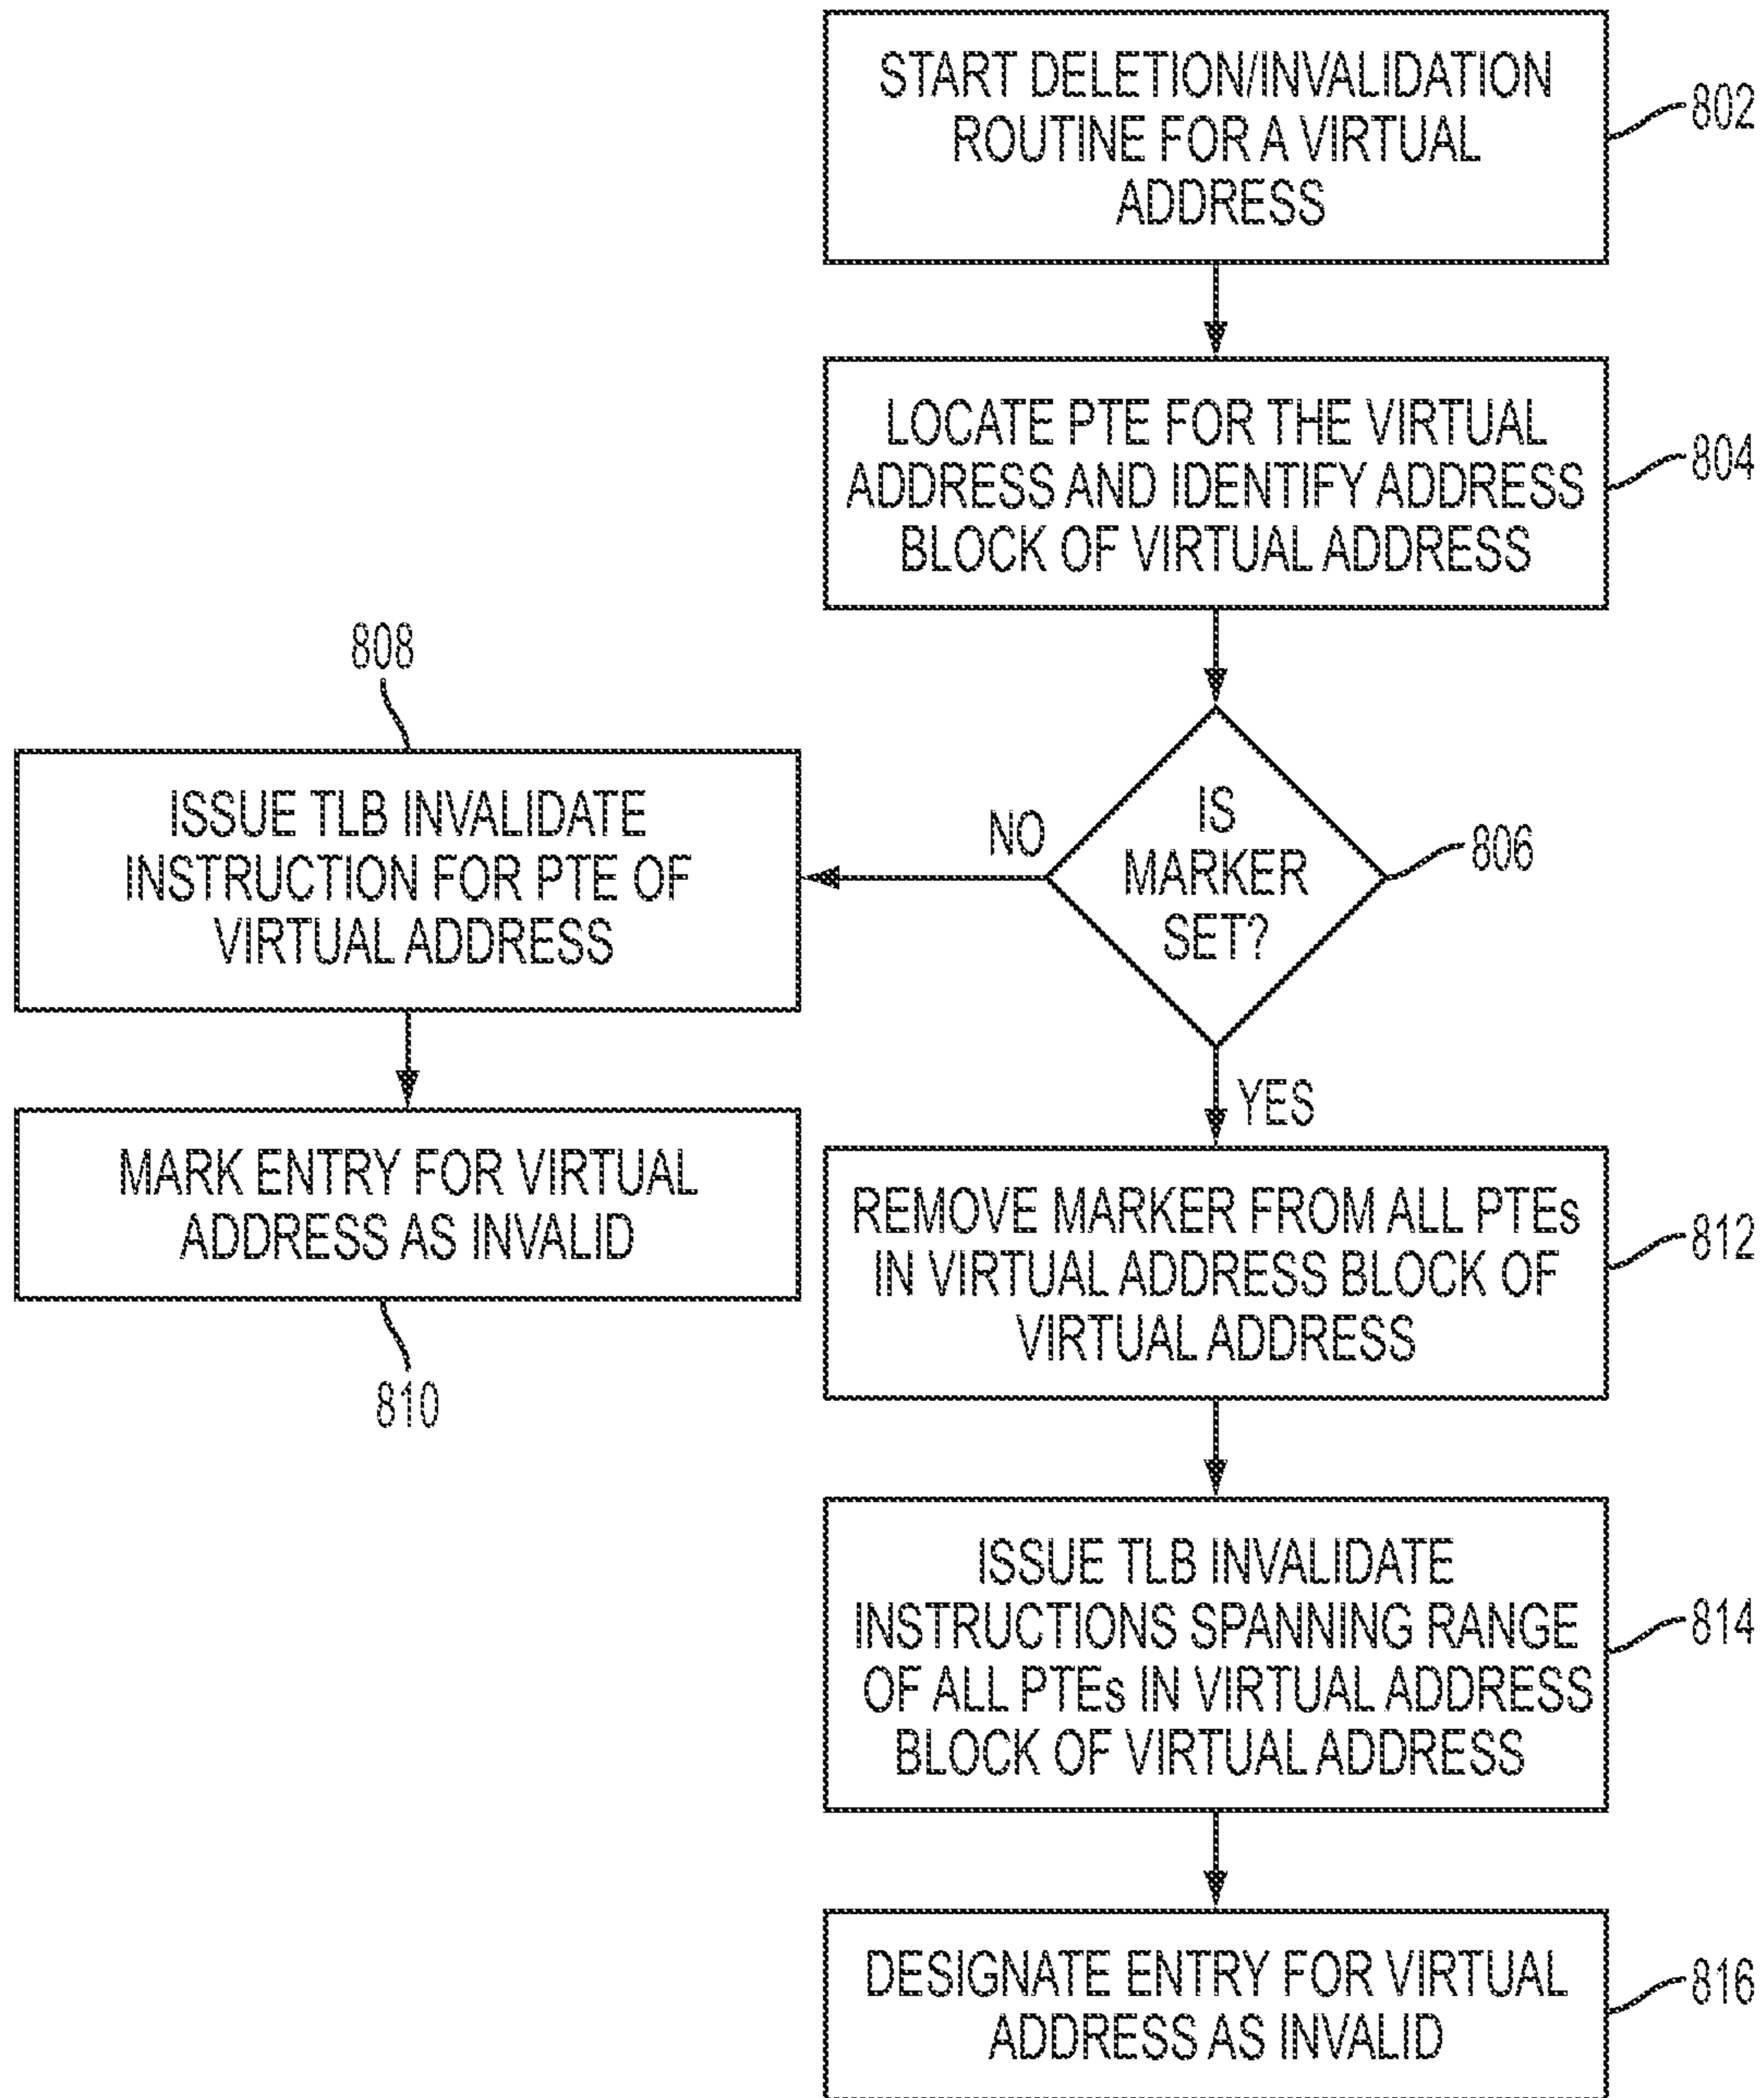 START DELETION/INVALIDATION
ROUTINE FOR A VIRTUAL
ADDRESS
802
LOCATE PTE FOR THE VIRTUAL
ADDRESS AND IDENTIFY ADDRESS
BLOCK OF VIRTUAL ADDRESS
804
IS
MARKER
SET?
806
NO
808
ISSUE TLB INVALIDATE
INSTRUCTION FOR PTE OF
VIRTUAL ADDRESS
MARK ENTRY FOR VIRTUAL
ADDRESS AS INVALID
810
YES
REMOVE MARKER FROM ALL PTEs
IN VIRTUAL ADDRESS BLOCK OF
VIRTUAL ADDRESS
812
ISSUE TLB INVALIDATE
INSTRUCTIONS SPANNING RANGE
OF ALL PTEs IN VIRTUAL ADDRESS
BLOCK OF VIRTUAL ADDRESS
814
DESIGNATE ENTRY FOR VIRTUAL
ADDRESS AS INVALID
816